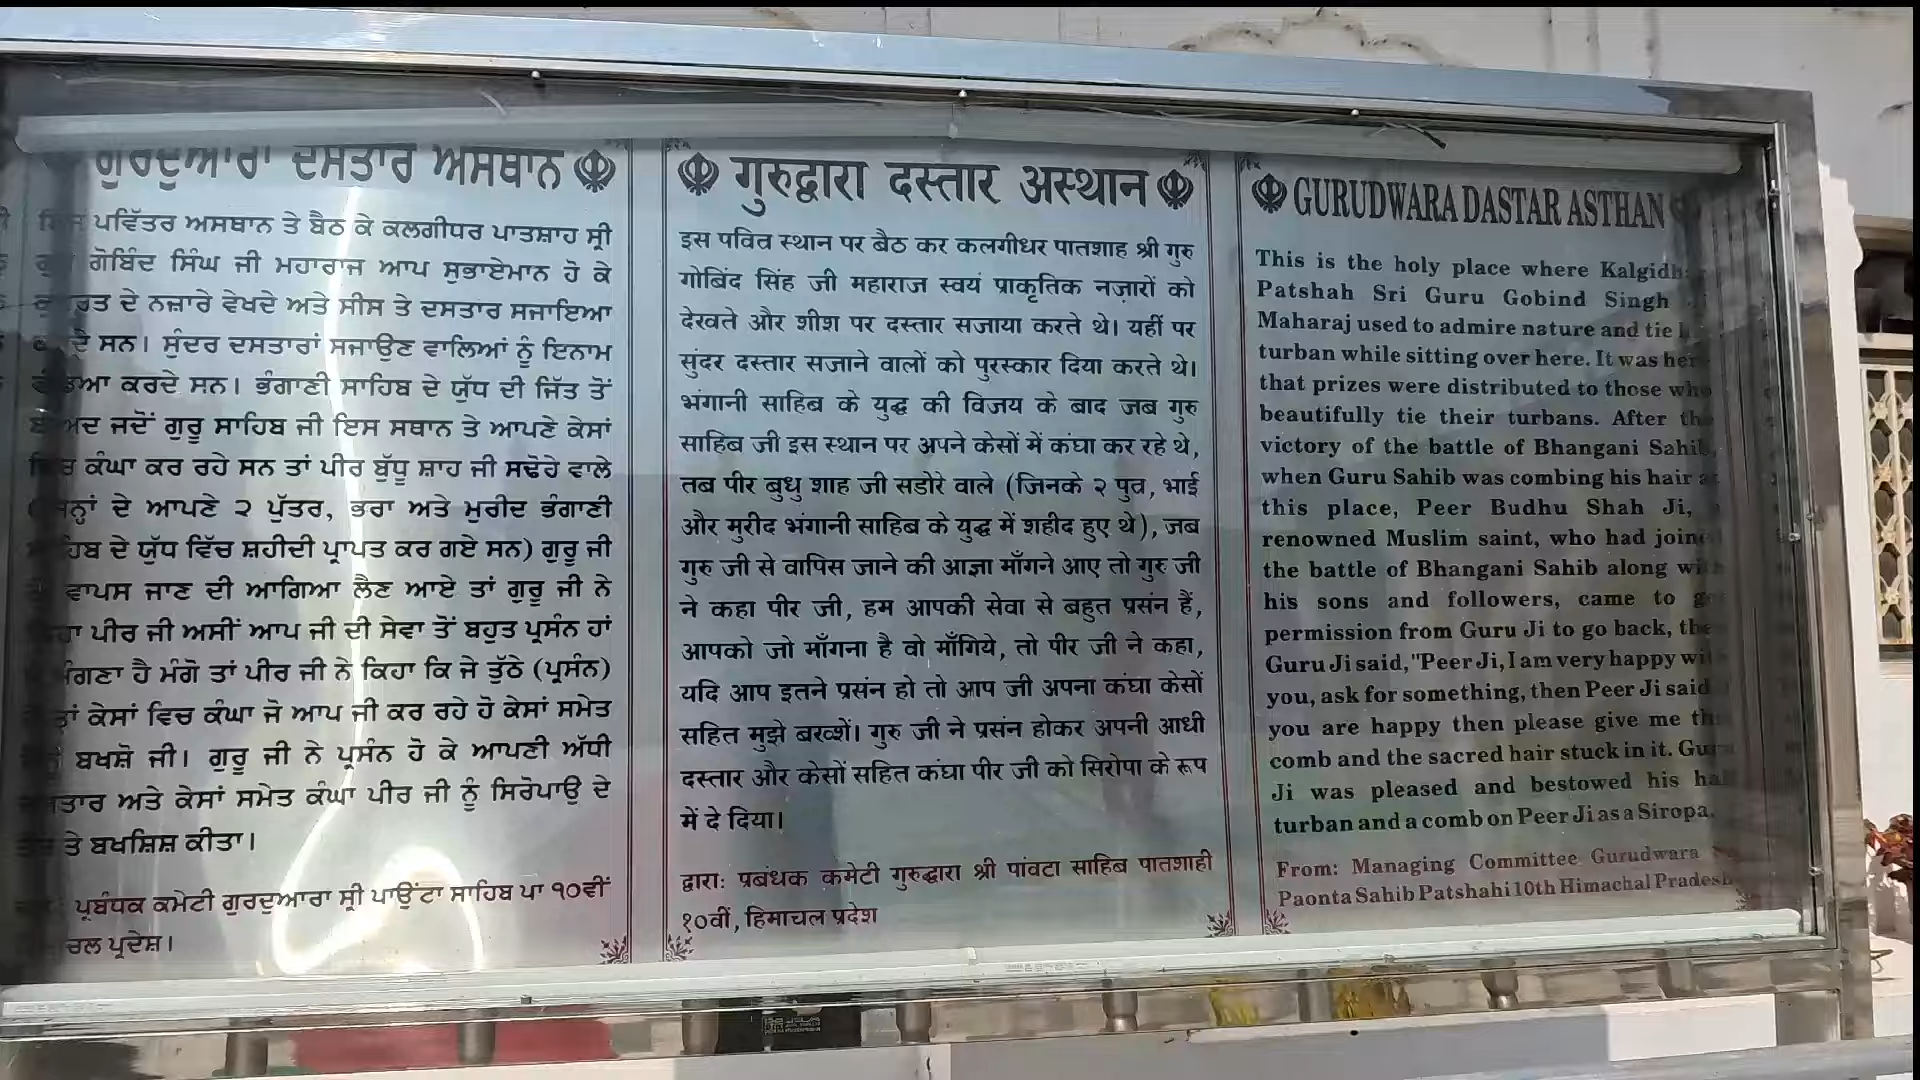 ਗੁਰਦੁਆਰਾ ਦਸਤਾਰ ਅਸਥਾਨ
ਪਵਿੱਤਰ ਅਸਥਾਨ ਤੇ ਬੈਠ ਕੇ ਕਲਗੀਧਰ ਪਾਤਸ਼ਾਹ ਸ੍ਰੀ
ਗੋਬਿੰਦ ਸਿੰਘ ਜੀ ਮਹਾਰਾਜ ਆਪ ਸੁਭਾਏਮਾਨ ਹੋ ਕੇ
ਦੇ ਨਜ਼ਾਰੇ ਵੇਖਦੇ ਅਤੇ ਸੀਸ ਤੇ ਦਸਤਾਰ ਸਜਾਇਆ
ਸਨ। ਸੁੰਦਰ ਦਸਤਾਰਾਂ ਸਜਾਉਣ ਵਾਲਿਆਂ ਨੂੰ ਇਨਾਮ
ਕਰਦੇ ਸਨ। ਭੰਗਾਣੀ ਸਾਹਿਬ ਦੇ ਯੁੱਧ ਦੀ ਜਿੱਤ ਤੋਂ
ਜਦੋਂ ਗੁਰੂ ਸਾਹਿਬ ਜੀ ਇਸ ਸਥਾਨ ਤੇ ਆਪਣੇ ਕੇਸਾਂ
ਕੰਘਾ ਕਰ ਰਹੇ ਸਨ ਤਾਂ ਪੀਰ ਬੁੱਧੂ ਸ਼ਾਹ ਜੀ ਸਢੋਹੇ ਵਾਲੇ
ਦੇ ਆਪਣੇ ੨ ਪੁੱਤਰ, ਭਰਾ ਅਤੇ ਮੁਰੀਦ ਭੰਗਾਣੀ
ਦੇ ਯੁੱਧ ਵਿੱਚ ਸ਼ਹੀਦੀ ਪ੍ਰਾਪਤ ਕਰ ਗਏ ਸਨ) ਗੁਰੂ ਜੀ
ਵਾਪਸ ਜਾਣ ਦੀ ਆਗਿਆ ਲੈਣ ਆਏ ਤਾਂ ਗੁਰੂ ਜੀ ਨੇ
ਪੀਰ ਜੀ ਅਸੀਂ ਆਪ ਜੀ ਦੀ ਸੇਵਾ ਤੋਂ ਬਹੁਤ ਪ੍ਰਸੰਨ ਹਾਂ
ਹੈ ਮੰਗੋ ਤਾਂ ਪੀਰ ਜੀ ਨੇ ਕਿਹਾ ਕਿ ਜੇ ਤੁੱਠੇ (ਪ੍ਰਸੰਨ)
ਤਾਂ ਕੇਸਾਂ ਵਿਚ ਕੰਘਾ ਜੋ ਆਪ ਜੀ ਕਰ ਰਹੇ ਹੋ ਕੇਸਾਂ ਸਮੇਤ
ਬਖਸ਼ੋ ਜੀ। ਗੁਰੂ ਜੀ ਨੇ ਪ੍ਰਸੰਨ ਹੋ ਕੇ ਆਪਣੀ ਅੱਧੀ
ਅਤੇ ਕੇਸਾਂ ਸਮੇਤ ਕੰਘਾ ਪੀਰ ਜੀ ਨੂੰ ਸਿਰੋਪਾਉ ਦੇ
ਤੇ ਬਖਸ਼ਿਸ਼ ਕੀਤਾ।
ਪ੍ਰਬੰਧਕ ਕਮੇਟੀ ਗੁਰਦੁਆਰਾ ਸ੍ਰੀ ਪਾਉਂਟਾ ਸਾਹਿਬ ਪਾ ੧੦ਵੀਂ
ਪ੍ਰਦੇਸ਼।
गुरुद्वारा दस्तार अस्थान
इस पवित्र स्थान पर बैठ कर कलगीधर पातशाह श्री गुरु
गोबिंद सिंह जी महाराज स्वयं प्राकृतिक नज़ारों को
देखते और शीश पर दस्तार सजाया करते थे। यहीं पर
सुंदर दस्तार सजाने वालों को पुरस्कार दिया करते थे।
भंगानी साहिब के युद्ध की विजय के बाद जब गुरु
साहिब जी इस स्थान पर अपने केसों में कंघा कर रहे थे,
तब पीर बुधु शाह जी सडोरे वाले (जिनके २ पुत्र, भाई
और मुरीद भंगानी साहिब के युद्ध में शहीद हुए थे), जब
गुरु जी से वापिस जाने की आज्ञा माँगने आए तो गुरु जी
ने कहा पीर जी, हम आपकी सेवा से बहुत प्रसंन हैं,
आपको जो माँगना है वो माँगिये, तो पीर जी ने कहा,
यदि आप इतने प्रसंन हो तो आप जी अपना कंघा केसों
सहित मुझे बख्शें। गुरु जी ने प्रसंन होकर अपनी आधी
दस्तार और केसों सहित कंघा पीर जी को सिरोपा के रूप
में दे दिया।
द्वारा: प्रबंधक कमेटी गुरुद्धारा श्री पांवटा साहिब पातशाही
१०वीं, हिमाचल प्रदेश
GURUDWARA DASTAR ASTHAN
This is the holy place where
Patshah Sri Guru Gobind Singh
Maharaj used to admire nature and tie
turban while sitting over here. It was
that prizes were distributed to those who
beautifully tie their turbans. After
victory of the battle of Bhangani Sahib,
when Guru Sahib was combing his hair
this place, Peer Budhu Shah Ji,
renowned Muslim saint, who had
the battle of Bhangani Sahib along
his sons and followers, came to
permission from Guru Ji to go back,
Guru Ji said, "Peer Ji, I am very happy
you, ask for something, then Peer Ji said
you are happy then please give me
comb and the sacred hair stuck in it.
Ji was pleased and bestowed his
turban and a comb on Peer Ji as a Siropa.
From: Managing Committee Gurudwara
Paonta Sahib Patshahi 10th Himachal Pradesh